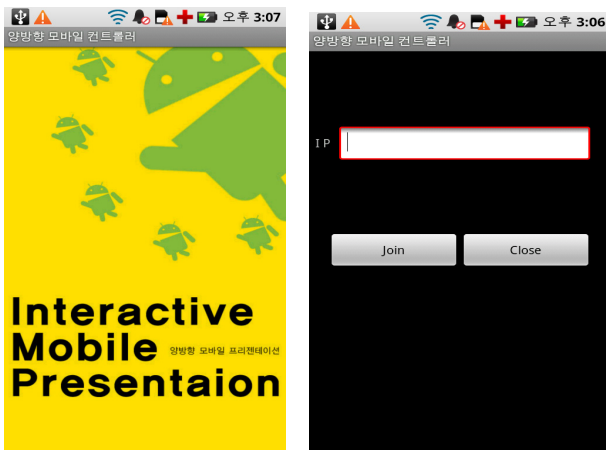 오후 3:07
양방향 모바일 컨트롤러
Interactive
Mobile 양방향 모바일 프리젠테이션
Presentaion
오후 3:06
양방향 모바일 컨트롤러
I P
Join Close